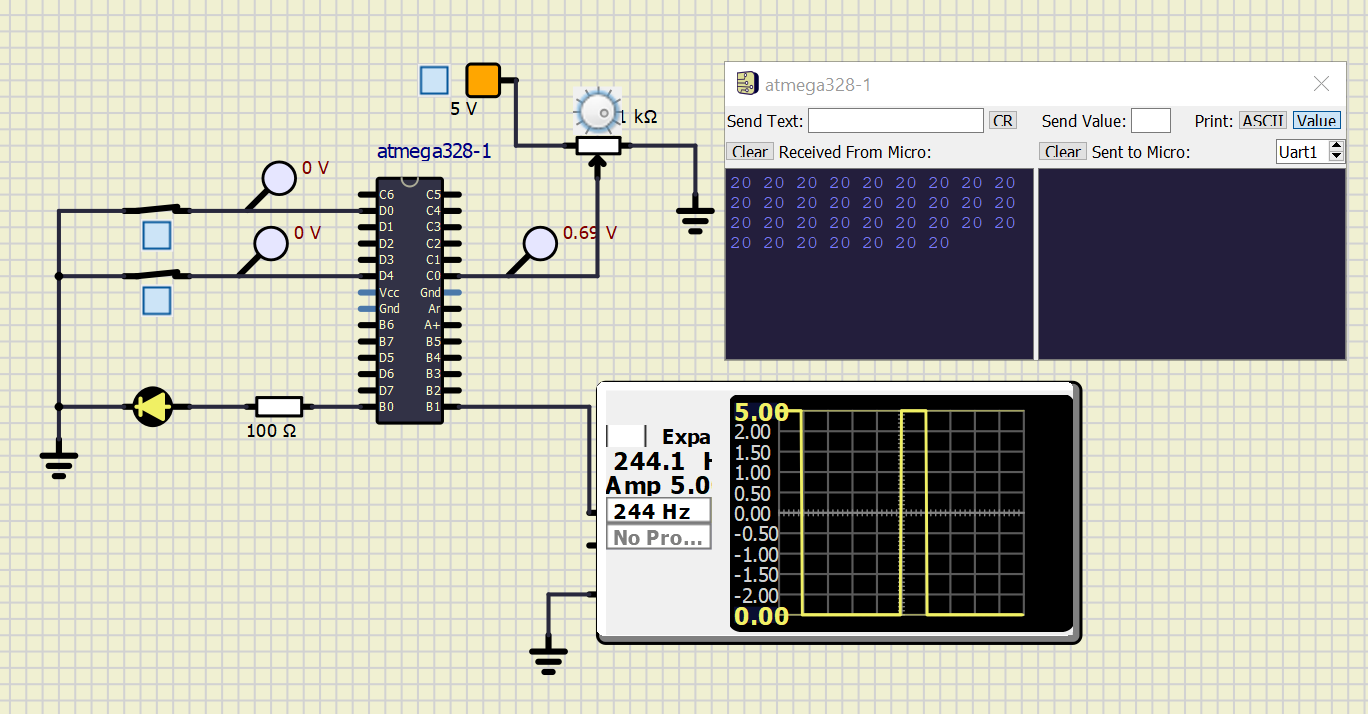 5 V
1 kΩ
atmega328-1
0 V
0 V
0.69 V
C6 C5
D0 C4
D1 C3
D2 C2
D3 C1
D4 C0
Vcc Gnd
Gnd Ar
B6 A+
B7 B5
D5 B4
D6 B3
D7 B2
B0 B1
100 Ω
atmega328-1
Send Text: CR Send Value: Print: ASCII Value
Clear Received From Micro: Clear Sent to Micro: Uart1
20 20 20 20 20 20 20 20 20
20 20 20 20 20 20 20 20 20
20 20 20 20 20 20 20 20 20
20 20 20 20 20 20 20
Expa
244.1 H
Amp 5.0
244 Hz
No Pro...
5.00
2.00
1.50
1.00
0.50
0.00
-0.50
-1.00
-1.50
-2.00
0.00